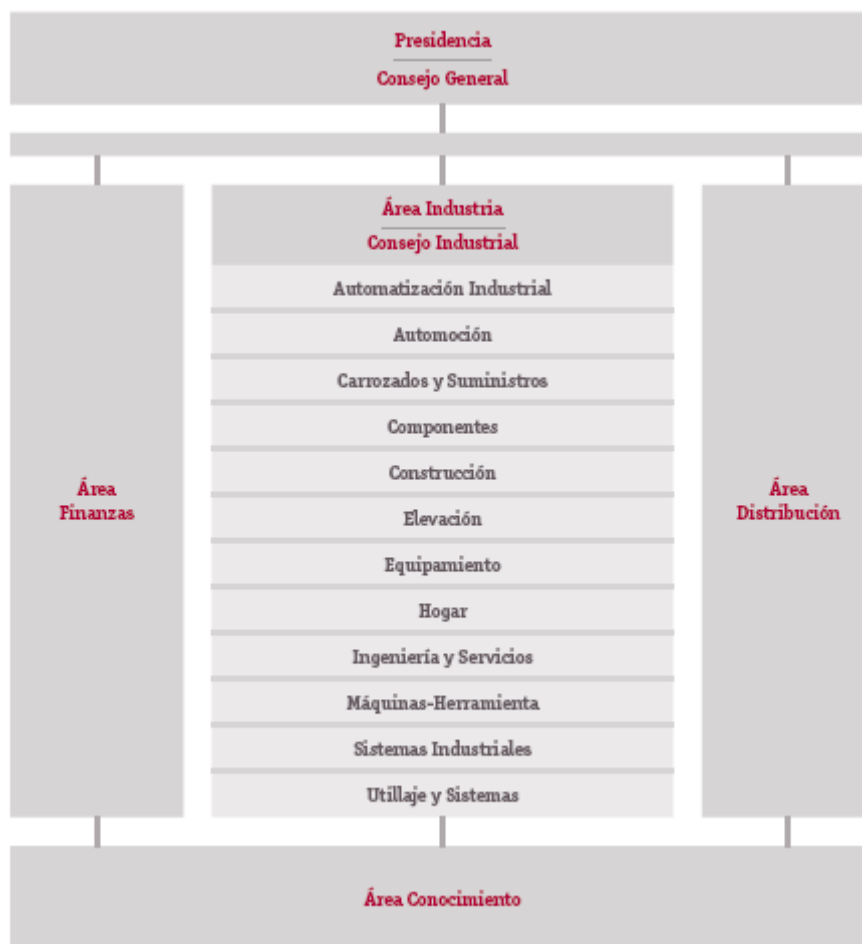 Presidencia
Consejo General
Área Industria
Consejo Industrial
Automatización Industrial
Automoción
Carrozados y Suministros
Componentes
Construcción
Elevación
Equipamiento
Hogar
Ingeniería y Servicios
Máquinas-Herramienta
Sistemas Industriales
Utillaje y Sistemas
Área
Finanzas
Área
Distribución
Área Conocimiento